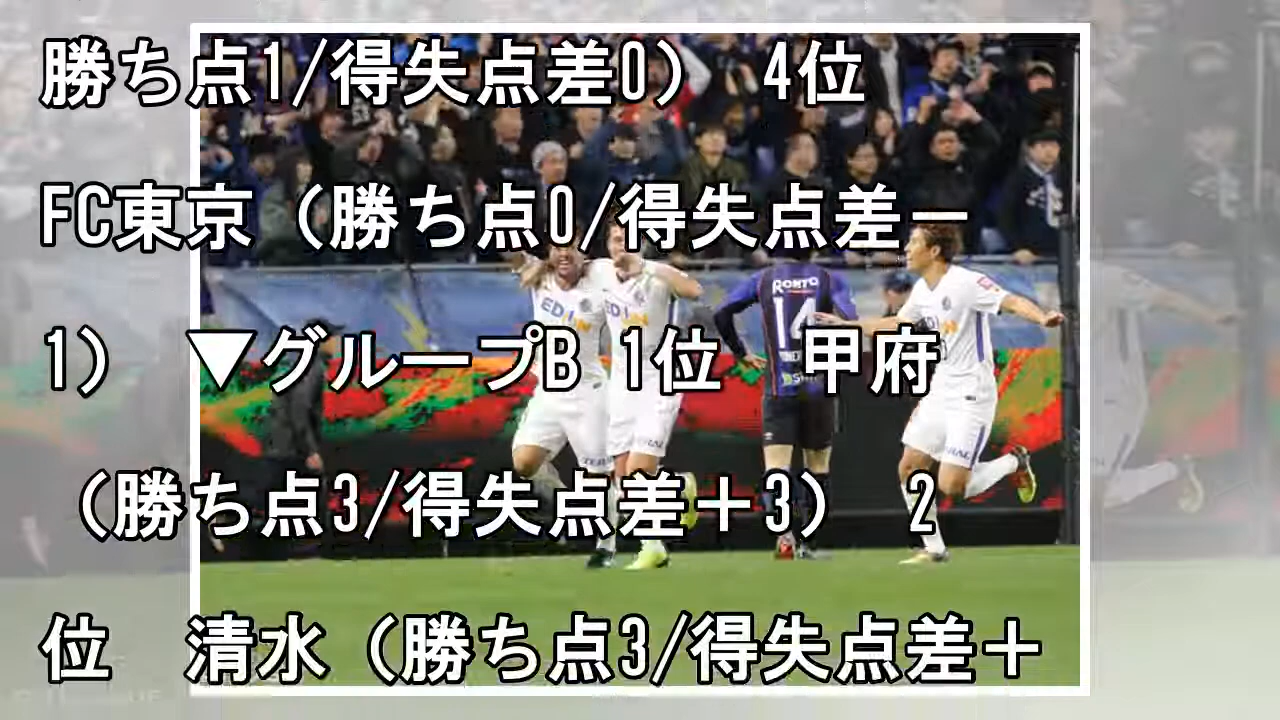 勝ち点1/得失点差0）　4位
FC東京（勝ち点0/得失点差－
1）　▼グループB 1位　甲府
（勝ち点3/得失点差＋3）　2
位　清水（勝ち点3/得失点差＋
ROHTO
14